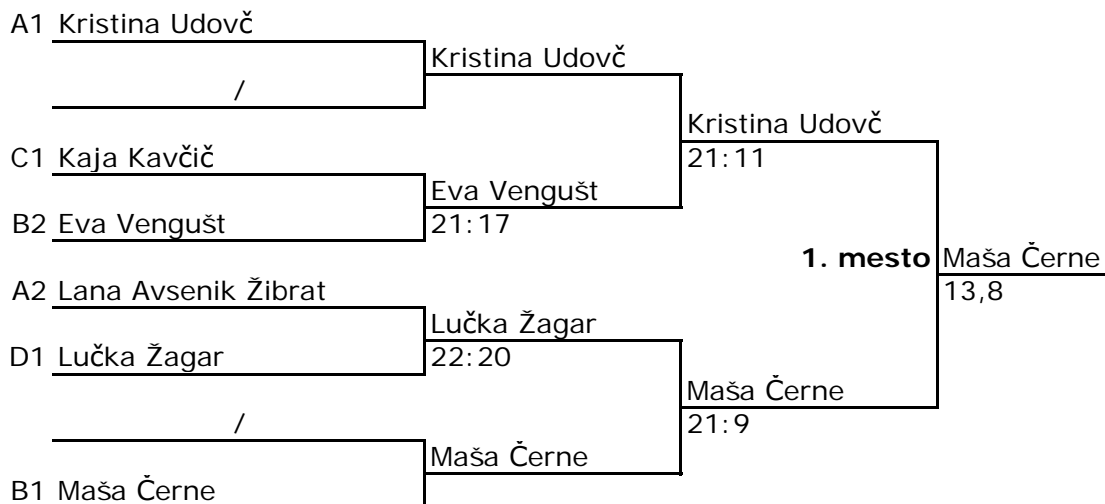 A1 Kristina Udovč
Kristina Udovč
/
Kristina Udovč
C1 Kaja Kavčič
21:11
Eva Vengušt
B2 Eva Vengušt
21:17
1. mesto Maša Černe
A2 Lana Avsenik Žibrat
13,8
Lučka Žagar
D1 Lučka Žagar
22:20
Maša Černe
/
21:9
Maša Černe
B1 Maša Černe